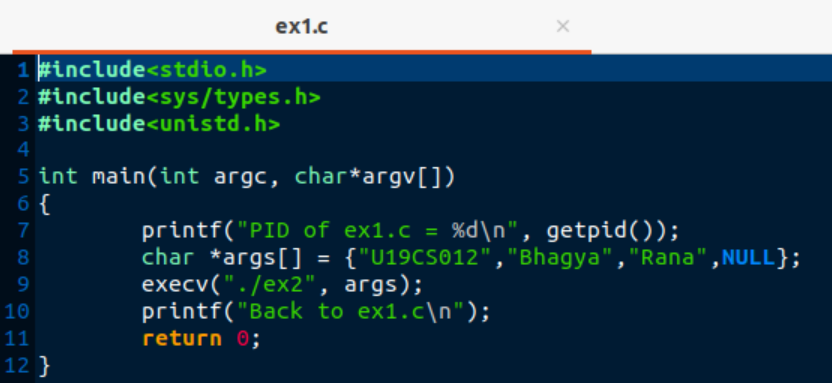 ex1.c ×
1 #include<stdio.h>
2 #include<sys/types.h>
3 #include<unistd.h>
4
5 int main(int argc, char*argv[])
6 {
7         printf("PID of ex1.c = %d\n", getpid());
8         char *args[] = {"U19CS012","Bhagya","Rana",NULL};
9         execv("./ex2", args);
10         printf("Back to ex1.c\n");
11         return 0;
12 }